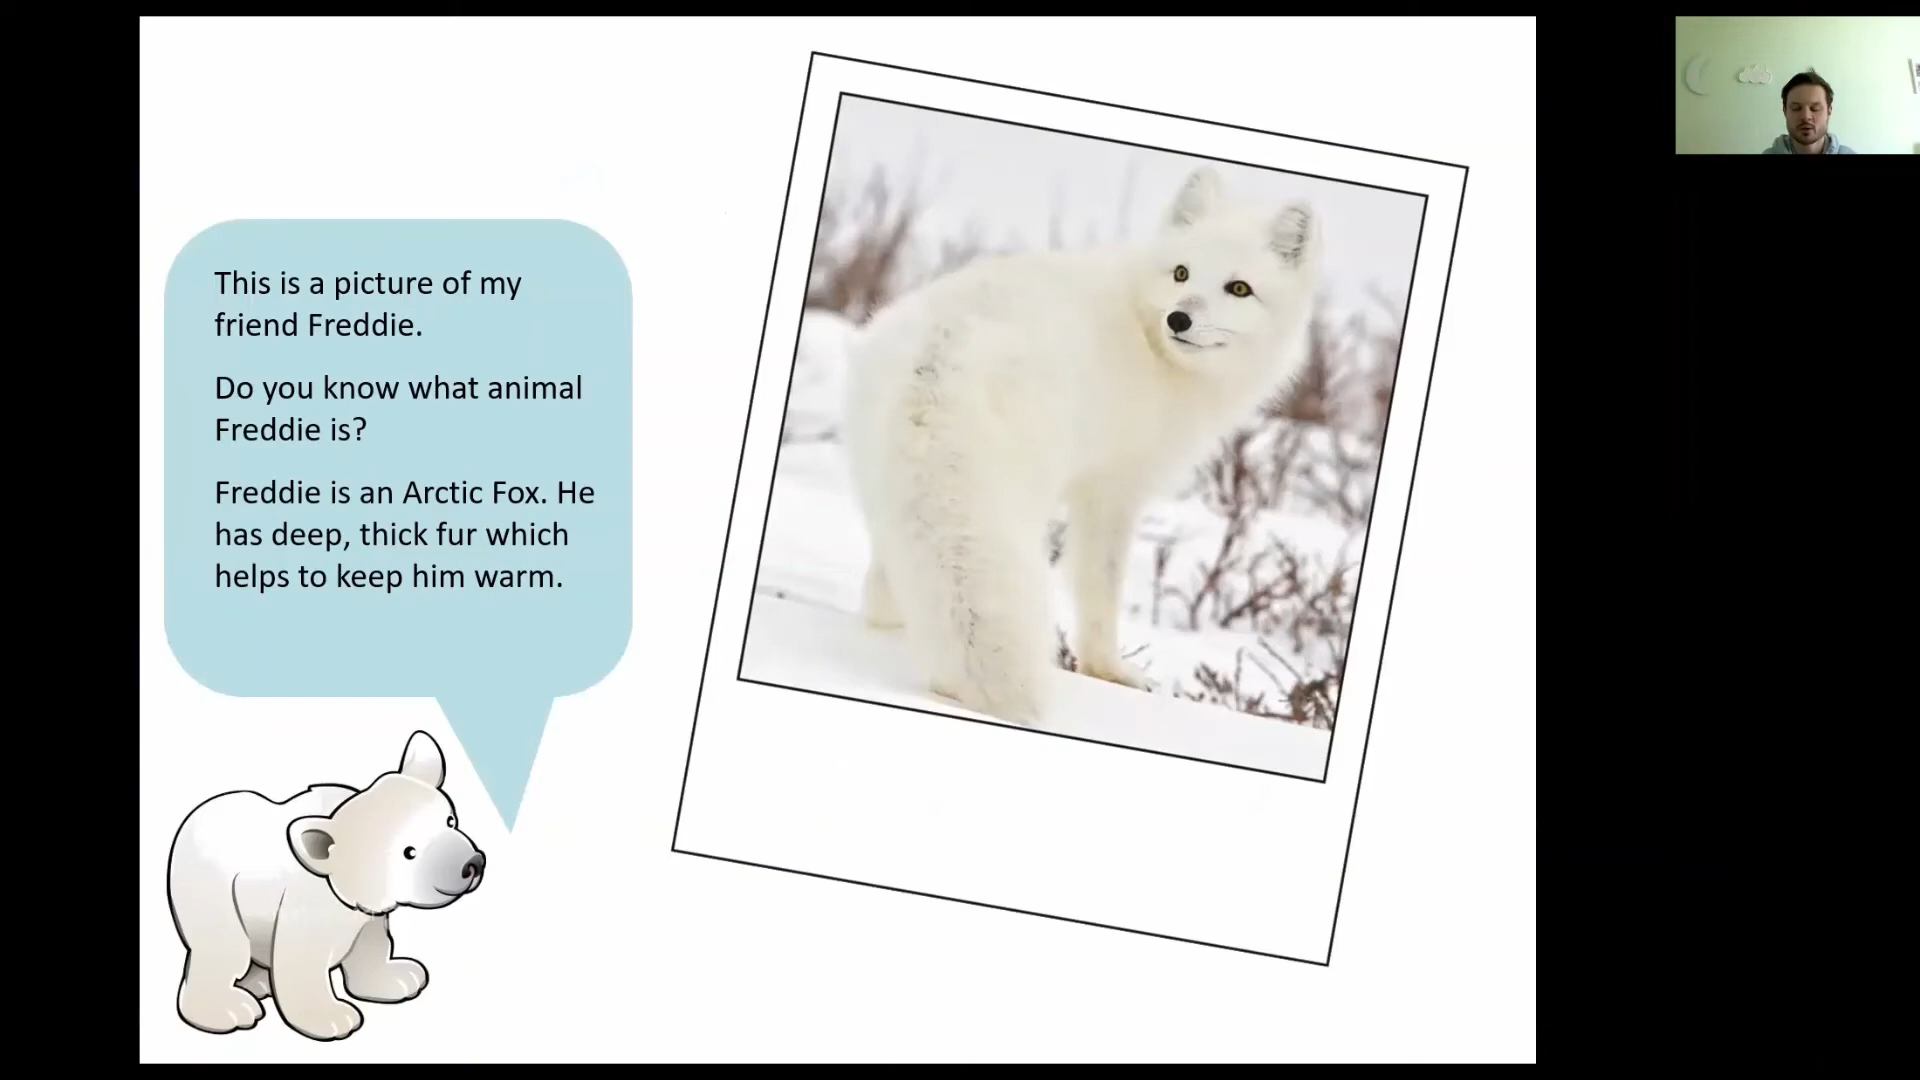 This is a picture of my
friend Freddie.
Do you know what animal
Freddie is?
Freddie is an Arctic Fox. He
has deep, thick fur which
helps to keep him warm.